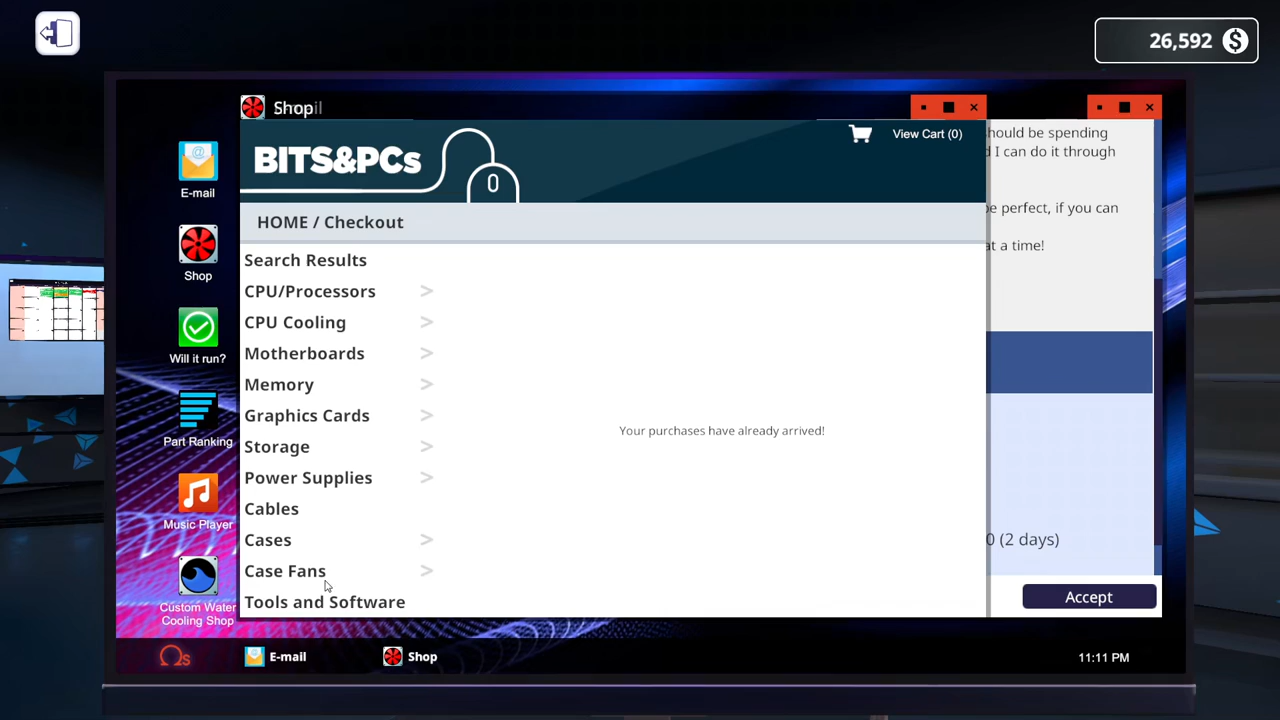 26,592
Shop
View Cart (0)
BITS&PCs
HOME / Checkout
Search Results
CPU/Processors
CPU Cooling
Motherboards
Memory
Graphics Cards
Storage
Power Supplies
Cables
Cases
Case Fans
Tools and Software
Your purchases have already arrived!
should be spending
I can do it through
be perfect, if you can
at a time!
0 (2 days)
Accept
E-mail
Shop
Will it run?
Part Ranking
Music Player
Custom Water
Cooling Shop
E-mail
Shop
11:11 PM